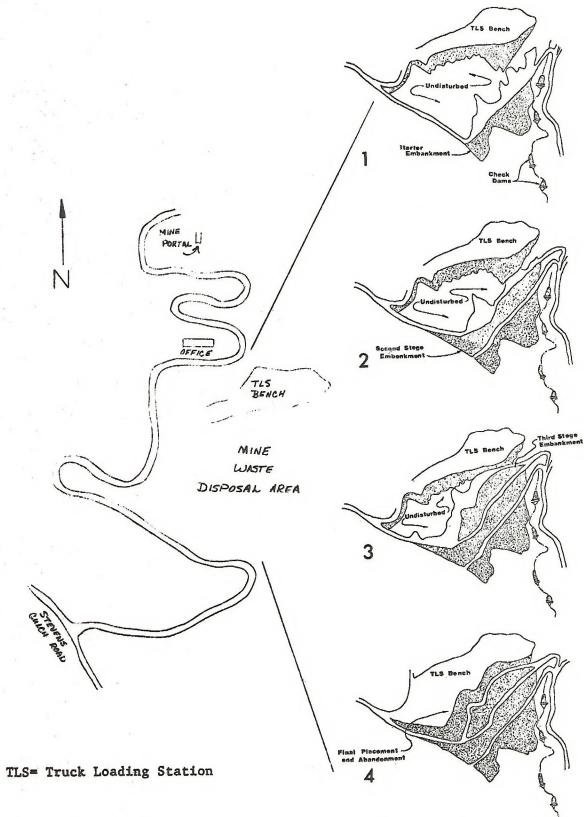 TLS Bench
Undisturbed
Starter
Embankment
Check
Dams
1
N
MINE
PORTAL
OFFICE
TLS
BENCH
MINE
WASTE
DISPOSAL AREA
STEVENS
GULCH ROAD
TLS Bench
Undisturbed
Second Stage
Embankment
2
Third Stage
Embankment
TLS Bench
Undisturbed
3
TLS Bench
Final Placement
and Abandonment
4
TLS= Truck Loading Station